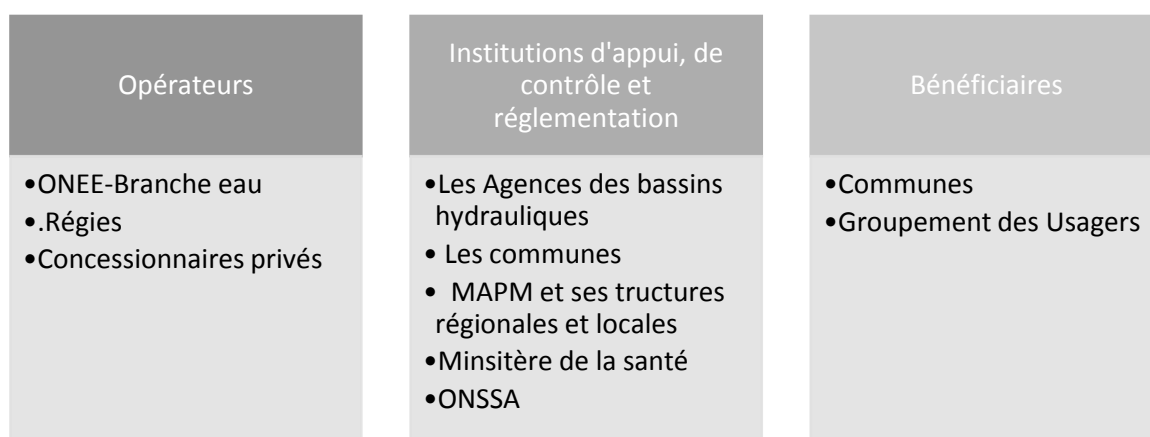 Opérateurs
•ONEE-Branche eau
•.Régies
•Concessionnaires privés
Institutions d'appui, de
contrôle et
réglementation
•Les Agences des bassins
hydrauliques
• Les communes
• MAPM et ses tructures
régionales et locales
•Minsitère de la santé
•ONSSA
Bénéficiaires
•Communes
•Groupement des Usagers